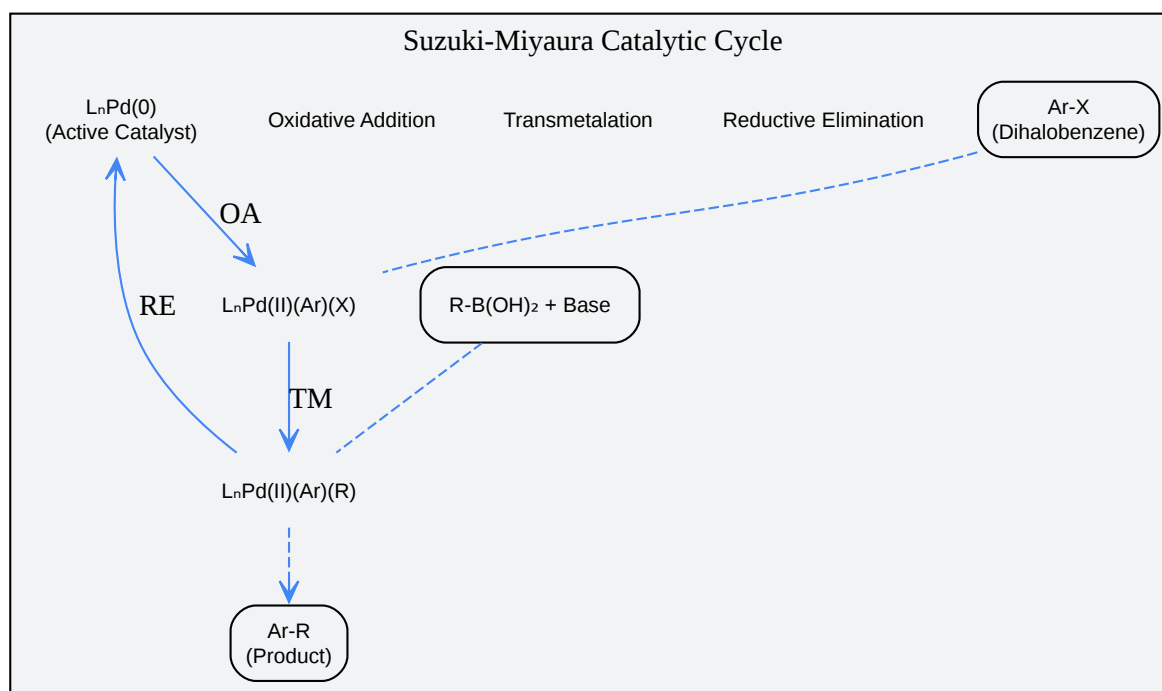 Suzuki-Miyaura Catalytic Cycle
LₙPd(0)
(Active Catalyst)
Oxidative Addition
Transmetalation
Reductive Elimination
Ar-X
(Dihalobenzene)
OA
RE
LₙPd(II)(Ar)(X)
R-B(OH)₂ + Base
TM
LₙPd(II)(Ar)(R)
Ar-R
(Product)